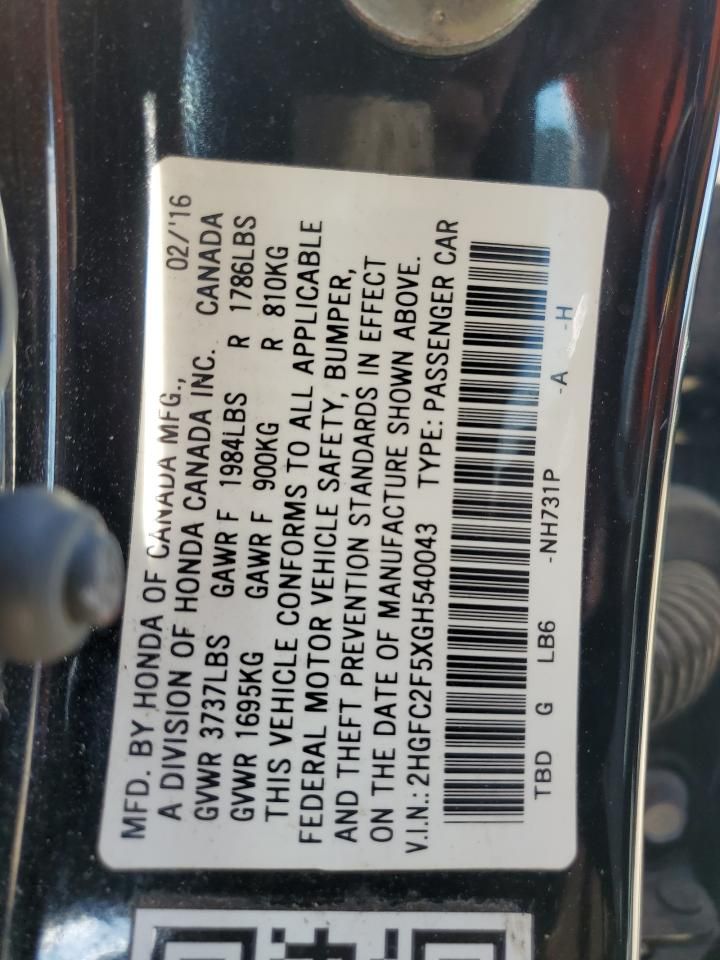 MFD. BY HONDA OF CANADA MFG., 02/'16
A DIVISION OF HONDA CANADA INC. CANADA
GVWR 3737LBS GAWR F 1984LBS R 1786LBS
GVWR 1695KG GAWR F 900KG R 810KG
THIS VEHICLE CONFORMS TO ALL APPLICABLE
FEDERAL MOTOR VEHICLE SAFETY, BUMPER,
AND THEFT PREVENTION STANDARDS IN EFFECT
ON THE DATE OF MANUFACTURE SHOWN ABOVE.
V.I.N.: 2HGFC2F5XGH540043 TYPE: PASSENGER CAR
TBD G LB6 -NH731P -A -H